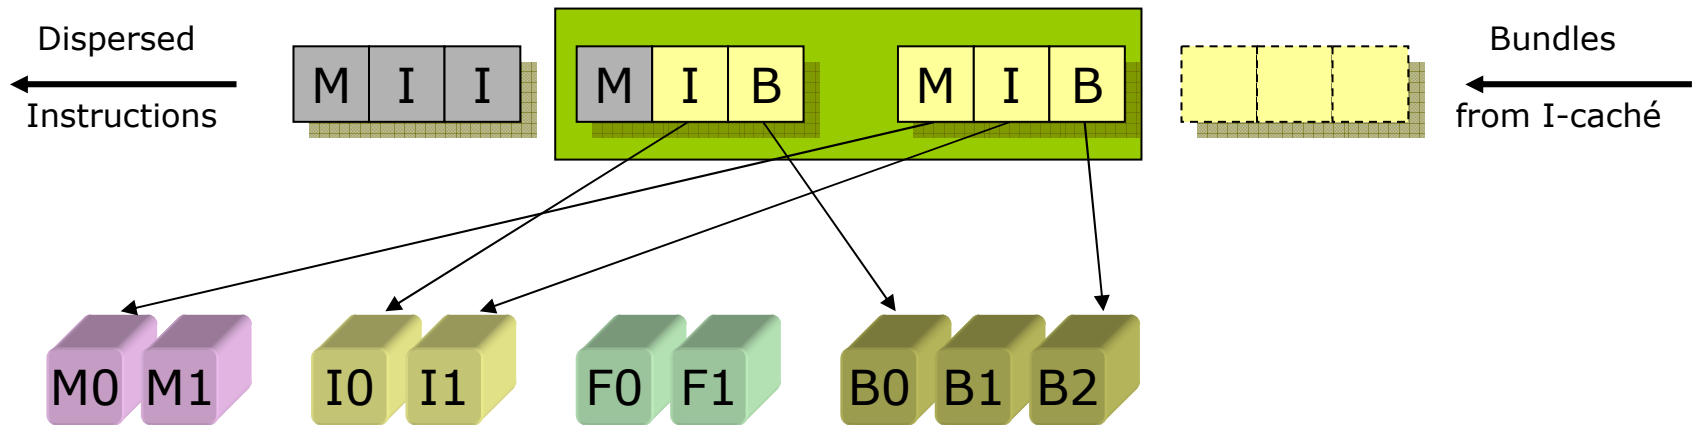 Dispersed
Instructions
M I I
M I B
M I B
Bundles
from I-caché
M0 M1
I0 I1
F0 F1
B0 B1 B2